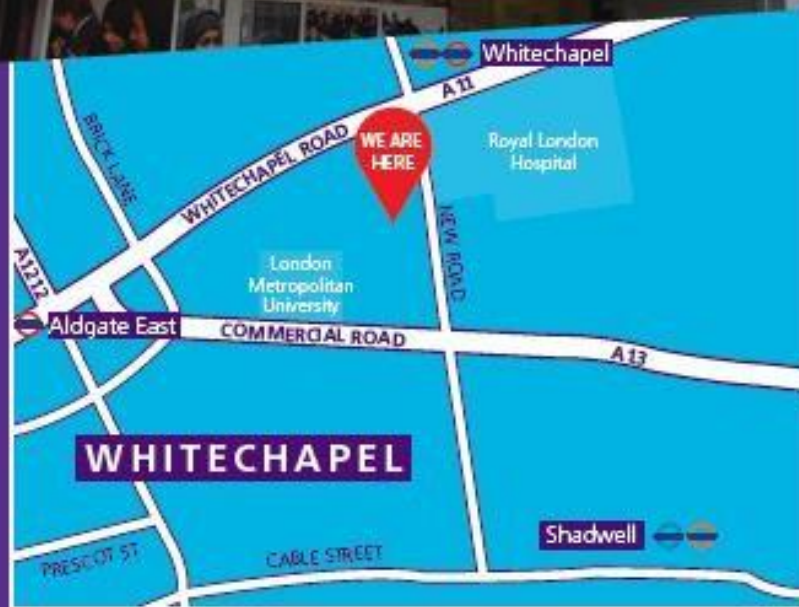 Whitechapel
A11
BRICK LANE
WE ARE
HERE
Royal London
Hospital
WHITECHAPEL ROAD
NEW ROAD
A1212
London
Metropolitan
University
Aldgate East
COMMERCIAL ROAD
A13
WHITECHAPEL
Shadwell
PRESCOT ST
CABLE STREET